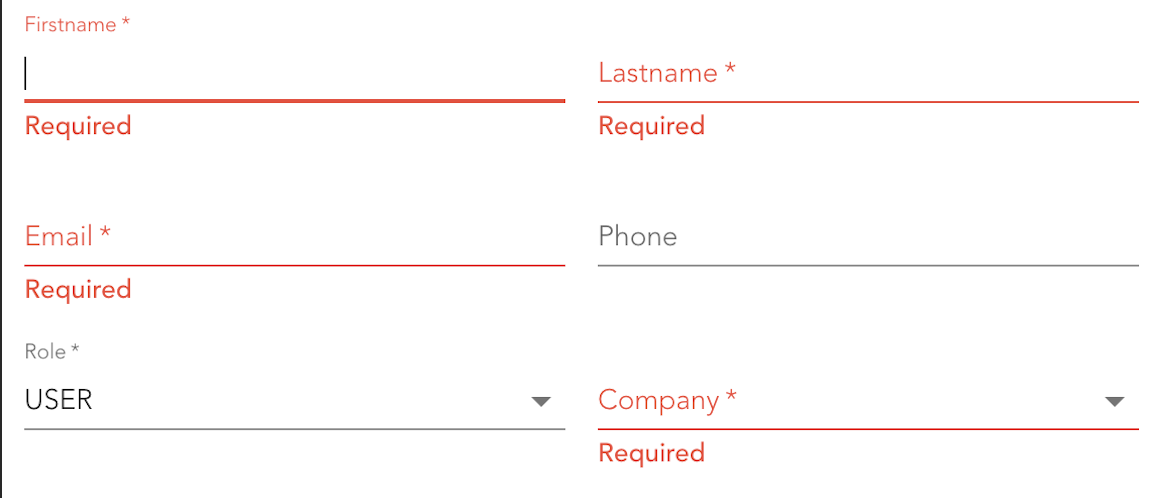 Firstname *
Lastname *
Required
Required
Email *
Phone
Required
Role *
USER
Company *
Required